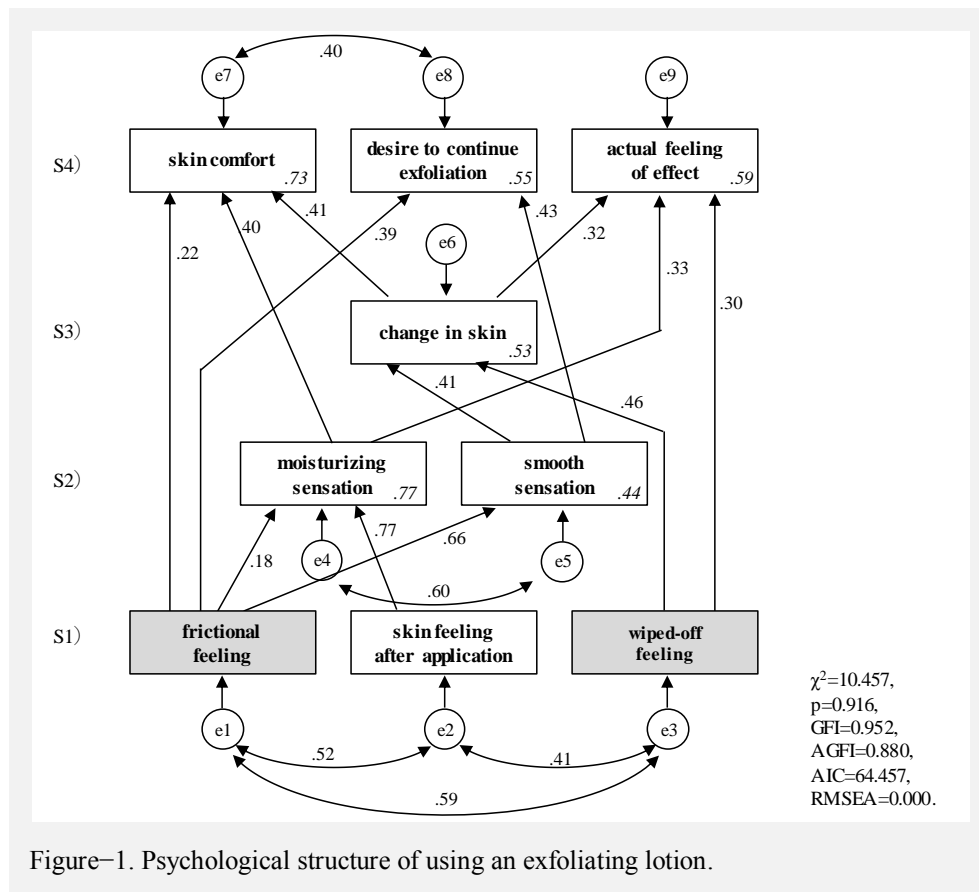 .40
e7
e8
e9
S4)
skin comfort
.73
desire to continue
exfoliation
.55
actual feeling
of effect
.59
.41
.43
.40
.39
.32
.22
e6
.33
.30
S3)
change in skin
.53
.41
.46
S2)
moisturizing
sensation
.77
smooth
sensation
.44
.77
.66
.18
e4
e5
.60
S1)
frictional
feeling
skin feeling
after application
wiped-off
feeling
e1
e2
e3
.52
.41
.59
χ²=10.457,
p=0.916,
GFI=0.952,
AGFI=0.880,
AIC=64.457,
RMSEA=0.000.
Figure−1. Psychological structure of using an exfoliating lotion.